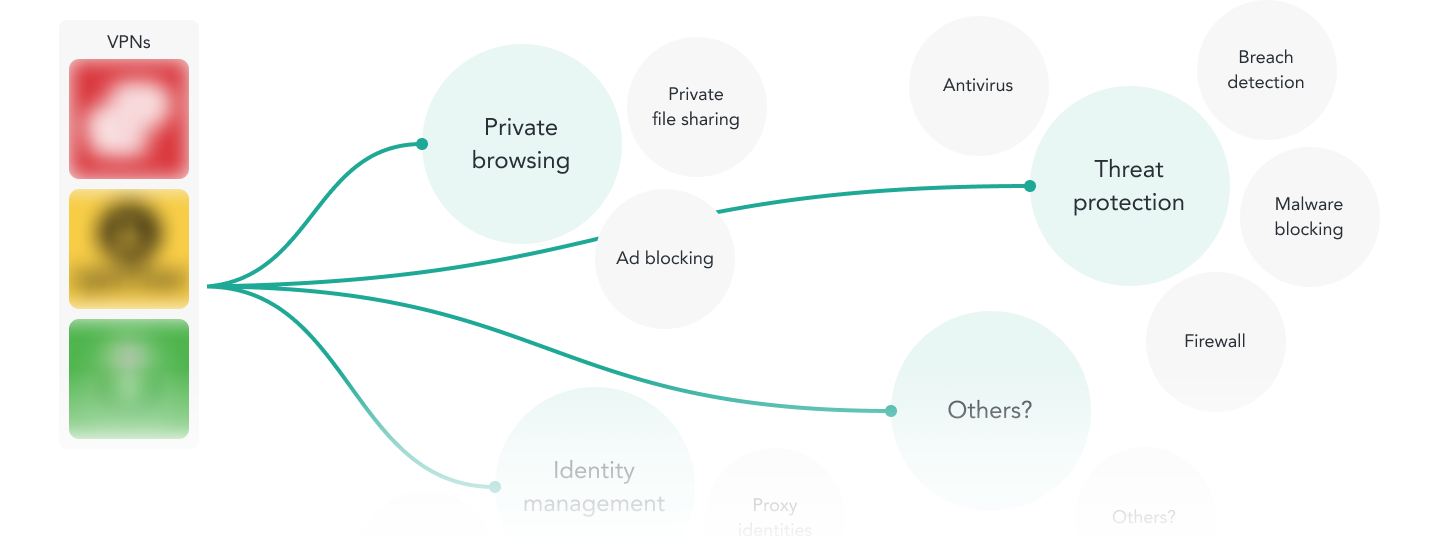 VPNs
Private
browsing
Private
file sharing
Ad blocking
Antivirus
Breach
detection
Threat
protection
Malware
blocking
Firewall
Others?
Identity
management
Proxy
identities
Others?